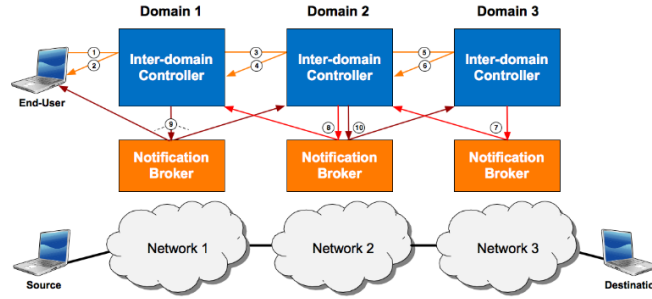 Domain 1 Domain 2 Domain 3
1 3 5
2 4 6
Inter-domain
Controller
Inter-domain
Controller
Inter-domain
Controller
End-User
9 8 10 7
Notification
Broker
Notification
Broker
Notification
Broker
Network 1 Network 2 Network 3
Source Destinatio